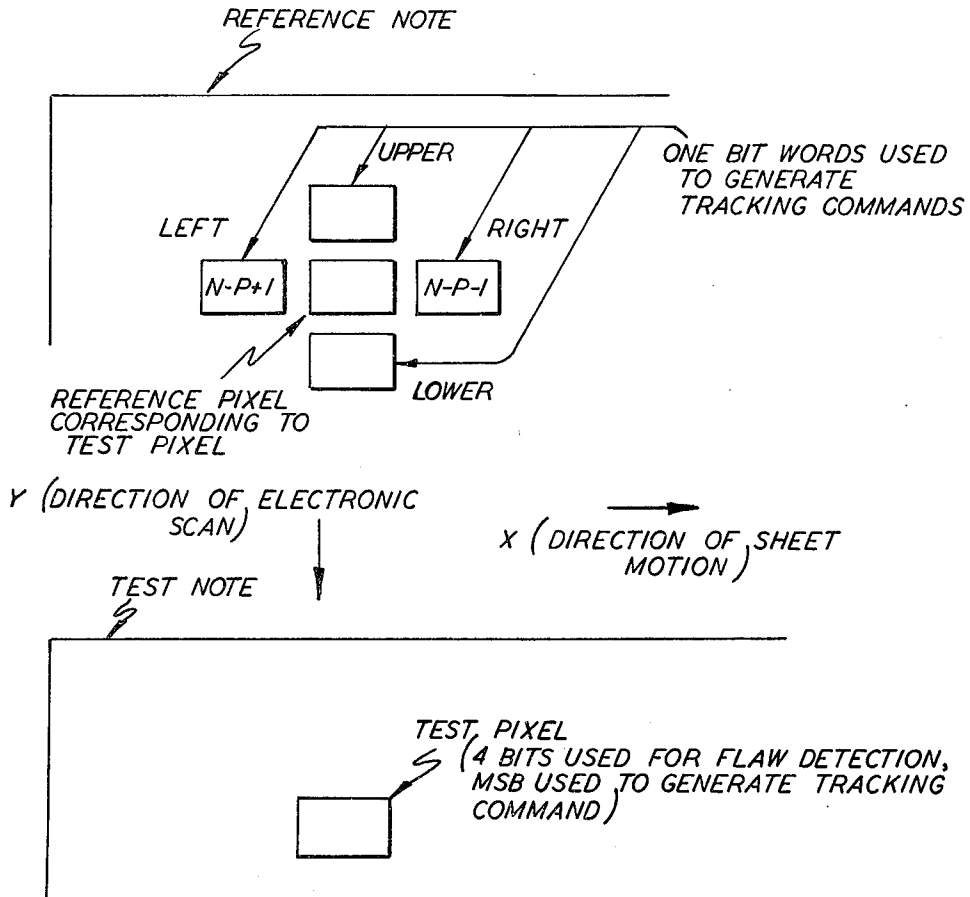 REFERENCE NOTE
UPPER
ONE BIT WORDS USED
TO GENERATE
TRACKING COMMANDS
LEFT
RIGHT
N-P+1
N-P-1
LOWER
REFERENCE PIXEL
CORRESPONDING TO
TEST PIXEL
Y (DIRECTION OF ELECTRONIC
SCAN)
X (DIRECTION OF SHEET
MOTION)
TEST NOTE
TEST PIXEL
(4 BITS USED FOR FLAW DETECTION,
MSB USED TO GENERATE TRACKING
COMMAND)